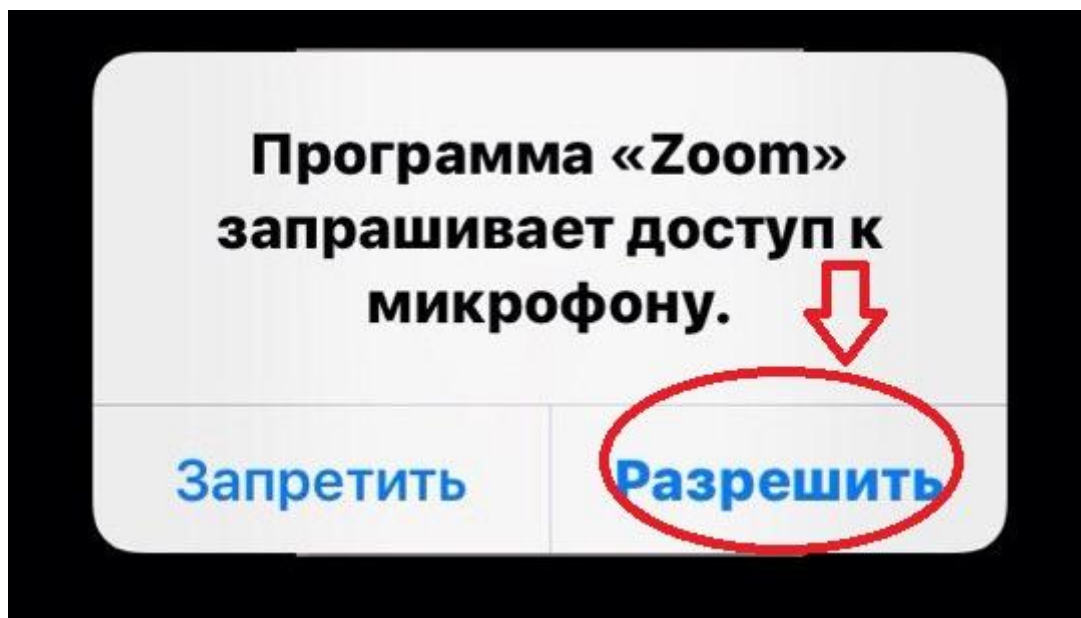 Программа «Zoom»
запрашивает доступ к
микрофону.
Запретить
Разрешить